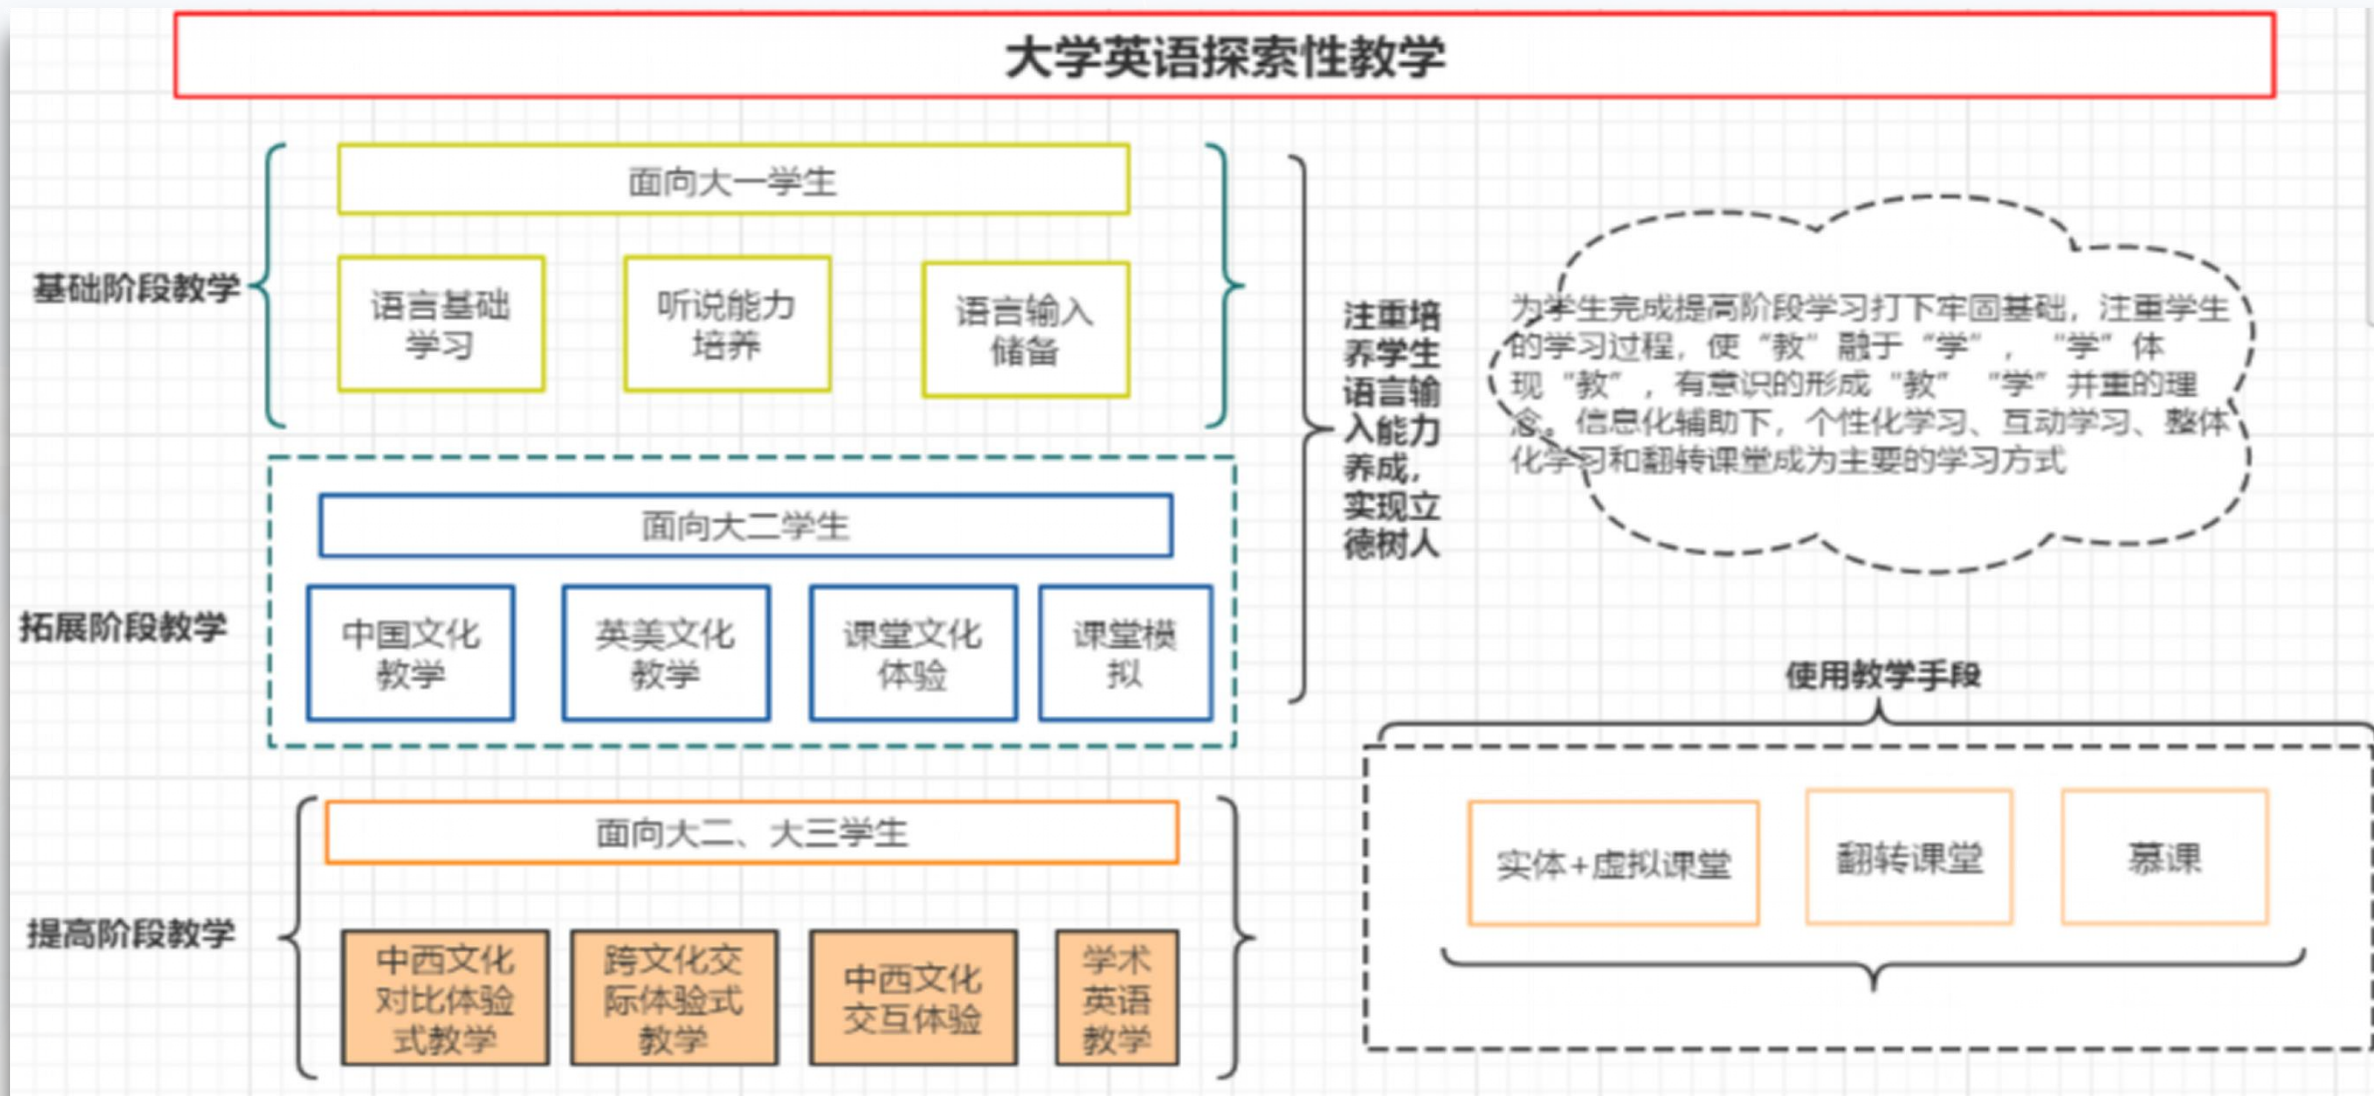 大学英语探索性教学
基础阶段教学
面向大一学生
语言基础
学习
听说能力
培养
语言输入
储备
拓展阶段教学
面向大二学生
中国文化
教学
英美文化
教学
课堂文化
体验
课堂模
拟
提高阶段教学
面向大二、大三学生
中西文化
对比体验
式教学
跨文化交
际体验式
教学
中西文化
交互体验
学术
英语
教学
注重培
养学生
语言输
入能力
养成，
实现立
德树人
为学生完成提高阶段学习打下牢固基础，注重学生
的学习过程，使“教”融于“学”，“学”体
现“教”，有意识的形成“教”“学”并重的理
念。信息化辅助下，个性化学习、互动学习、整体
化学习和翻转课堂成为主要的学习方式
使用教学手段
实体+虚拟课堂
翻转课堂
慕课